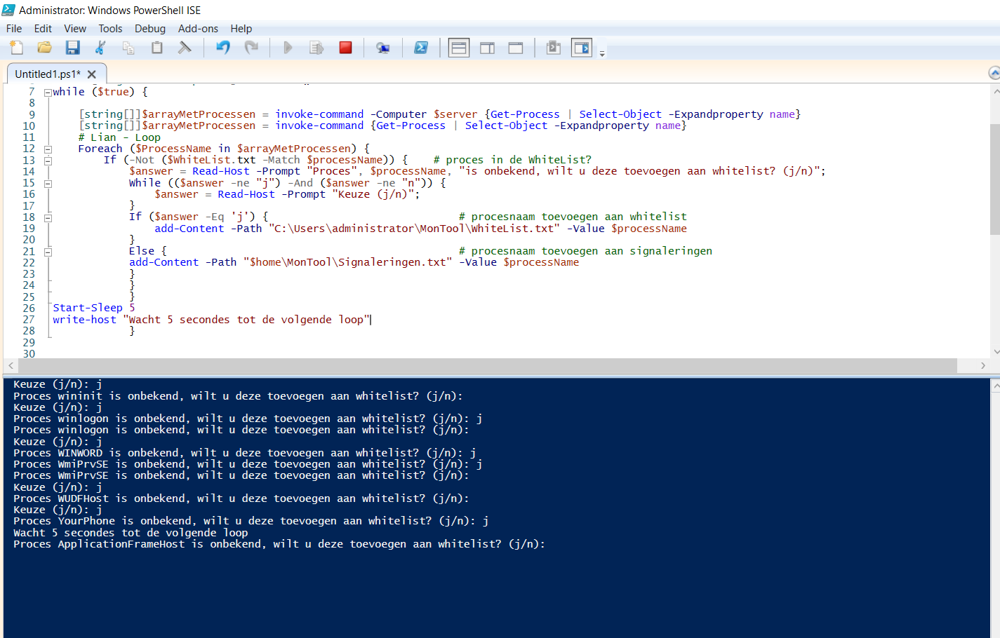 Administrator: Windows PowerShell ISE
File Edit View Tools Debug Add-ons Help
Untitled1.ps1* X
7 while ($true) {
8
9 [string[]]$arrayMetProcessen = invoke-command -Computer $server {Get-Process | Select-Object -Expandproperty name}
10 [string[]]$arrayMetProcessen = invoke-command {Get-Process | Select-Object -Expandproperty name}
11 # Lian - Loop
12 Foreach ($ProcessName in $arrayMetProcessen) {
13 If (-Not ($WhiteList.txt -Match $processName)) { # proces in de WhiteList?
14 $answer = Read-Host -Prompt "Proces", $processName, "is onbekend, wilt u deze toevoegen aan whitelist? (j/n)";
15 While (($answer -ne "j") -And ($answer -ne "n")) {
16 $answer = Read-Host -Prompt "Keuze (j/n)";
17 }
18 If ($answer -Eq 'j') { # procesnaam toevoegen aan whitelist
19 add-Content -Path "C:\Users\administrator\MonTool\WhiteList.txt" -Value $processName
20 }
21 Else { # procesnaam toevoegen aan signaleringen
22 add-Content -Path "$home\MonTool\Signaleringen.txt" -Value $processName
23 }
24 }
25 }
26 Start-Sleep 5
27 write-host "Wacht 5 secondes tot de volgende loop"
28 }
29
30
Keuze (j/n): j
Proces wininit is onbekend, wilt u deze toevoegen aan whitelist? (j/n):
Keuze (j/n): j
Proces winlogon is onbekend, wilt u deze toevoegen aan whitelist? (j/n): j
Proces winlogon is onbekend, wilt u deze toevoegen aan whitelist? (j/n):
Keuze (j/n): j
Proces WINWORD is onbekend, wilt u deze toevoegen aan whitelist? (j/n): j
Proces WmiPrvSE is onbekend, wilt u deze toevoegen aan whitelist? (j/n): j
Proces WmiPrvSE is onbekend, wilt u deze toevoegen aan whitelist? (j/n):
Keuze (j/n): j
Proces WUDFHost is onbekend, wilt u deze toevoegen aan whitelist? (j/n):
Keuze (j/n): j
Proces YourPhone is onbekend, wilt u deze toevoegen aan whitelist? (j/n): j
Wacht 5 secondes tot de volgende loop
Proces ApplicationFrameHost is onbekend, wilt u deze toevoegen aan whitelist? (j/n):